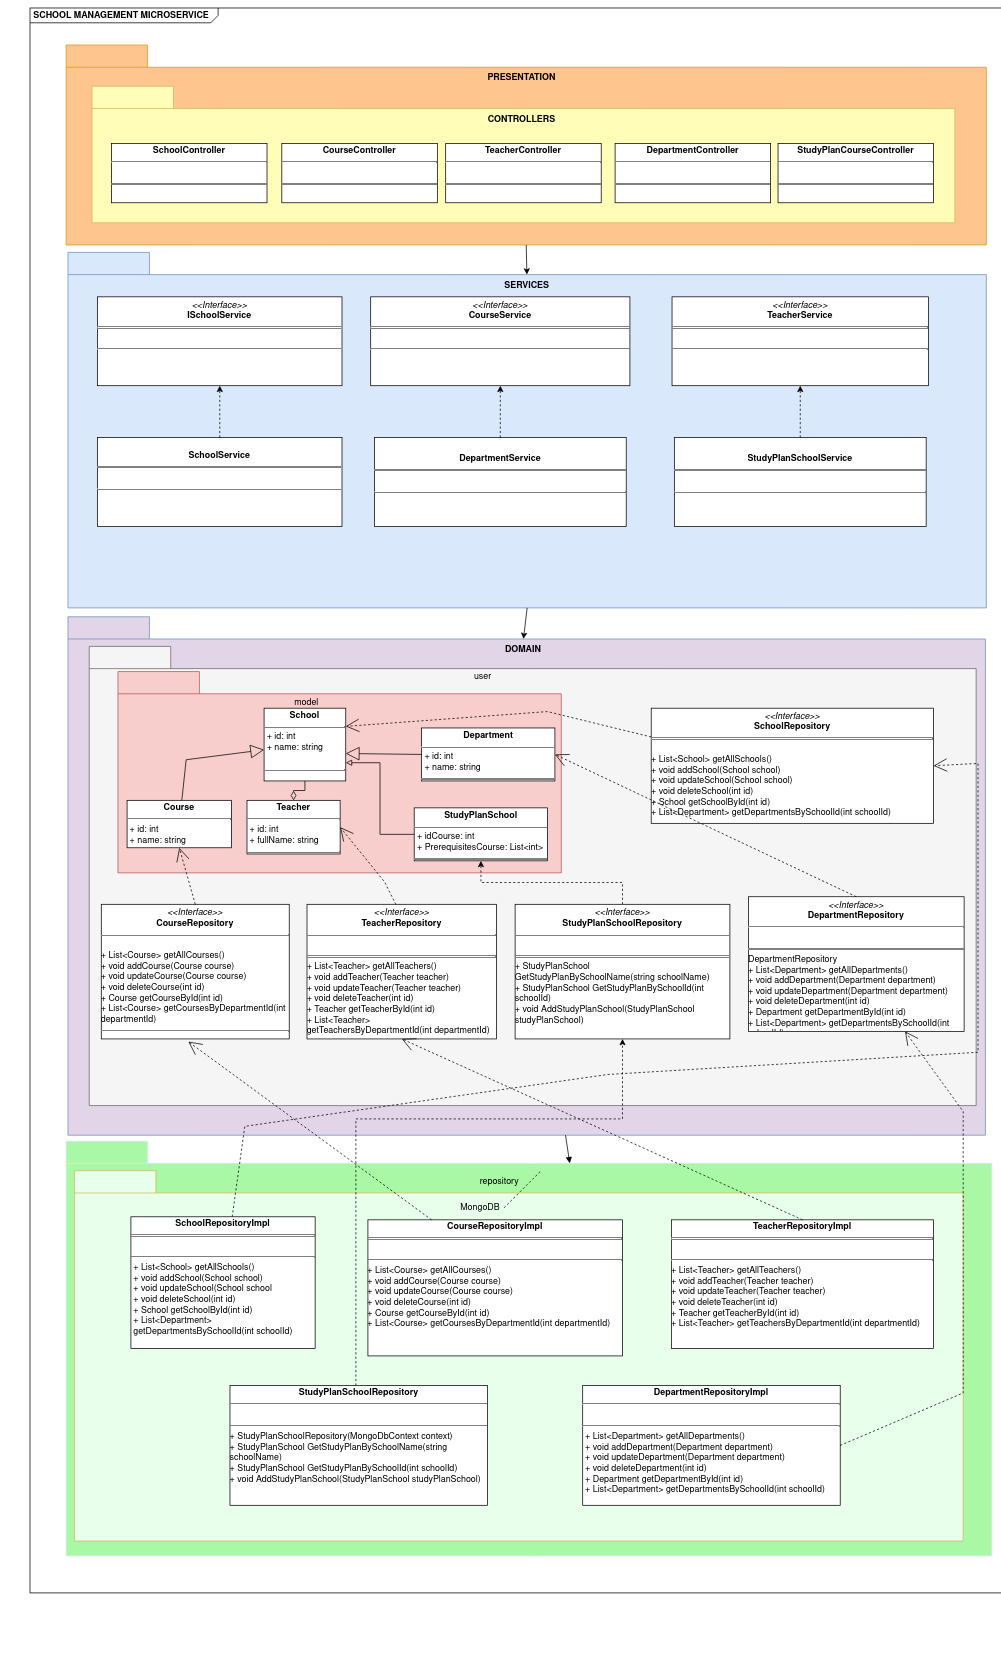 SCHOOL MANAGEMENT MICROSERVICE
PRESENTATION
CONTROLLERS
SchoolController
CourseController
TeacherController
DepartmentController
StudyPlanCourseController
SERVICES
<<Interface>>
ISchoolService
<<Interface>>
CourseService
<<Interface>>
TeacherService
SchoolService
DepartmentService
StudyPlanSchoolService
DOMAIN
user
model
School
+ id: int
+ name: string
Department
+ id: int
+ name: string
Course
+ id: int
+ name: string
Teacher
+ id: int
+ fullName: string
StudyPlanSchool
+ idCourse: int
+ PrerequisitesCourse: List<int>
<<Interface>>
SchoolRepository
+ List<School> getAllSchools()
+ void addSchool(School school)
+ void updateSchool(School school)
+ void deleteSchool(int id)
+ School getSchoolById(int id)
+ List<Department> getDepartmentsBySchoolId(int schoolId)
<<Interface>>
CourseRepository
+ List<Course> getAllCourses()
+ void addCourse(Course course)
+ void updateCourse(Course course)
+ void deleteCourse(int id)
+ Course getCourseById(int id)
+ List<Course> getCoursesByDepartmentId(int
departmentId)
<<Interface>>
TeacherRepository
+ List<Teacher> getAllTeachers()
+ void addTeacher(Teacher teacher)
+ void updateTeacher(Teacher teacher)
+ void deleteTeacher(int id)
+ Teacher getTeacherById(int id)
+ List<Teacher>
getTeachersByDepartmentId(int departmentId)
<<Interface>>
StudyPlanSchoolRepository
+ StudyPlanSchool
GetStudyPlanBySchoolName(string schoolName)
+ StudyPlanSchool GetStudyPlanBySchoolId(int
schoolId)
+ void AddStudyPlanSchool(StudyPlanSchool
studyPlanSchool)
<<Interface>>
DepartmentRepository
DepartmentRepository
+ List<Department> getAllDepartments()
+ void addDepartment(Department department)
+ void updateDepartment(Department department)
+ void deleteDepartment(int id)
+ Department getDepartmentById(int id)
+ List<Department> getDepartmentsBySchoolId(int
repository
MongoDB
SchoolRepositoryImpl
+ List<School> getAllSchools()
+ void addSchool(School school)
+ void updateSchool(School school
+ void deleteSchool(int id)
+ School getSchoolById(int id)
+ List<Department>
getDepartmentsBySchoolId(int schoolId)
CourseRepositoryImpl
+ List<Course> getAllCourses()
+ void addCourse(Course course)
+ void updateCourse(Course course)
+ void deleteCourse(int id)
+ Course getCourseById(int id)
+ List<Course> getCoursesByDepartmentId(int departmentId)
TeacherRepositoryImpl
+ List<Teacher> getAllTeachers()
+ void addTeacher(Teacher teacher)
+ void updateTeacher(Teacher teacher)
+ void deleteTeacher(int id)
+ Teacher getTeacherById(int id)
+ List<Teacher> getTeachersByDepartmentId(int departmentId)
StudyPlanSchoolRepository
+ StudyPlanSchoolRepository(MongoDbContext context)
+ StudyPlanSchool GetStudyPlanBySchoolName(string
schoolName)
+ StudyPlanSchool GetStudyPlanBySchoolId(int schoolId)
+ void AddStudyPlanSchool(StudyPlanSchool studyPlanSchool)
DepartmentRepositoryImpl
+ List<Department> getAllDepartments()
+ void addDepartment(Department department)
+ void updateDepartment(Department department)
+ void deleteDepartment(int id)
+ Department getDepartmentById(int id)
+ List<Department> getDepartmentsBySchoolId(int schoolId)